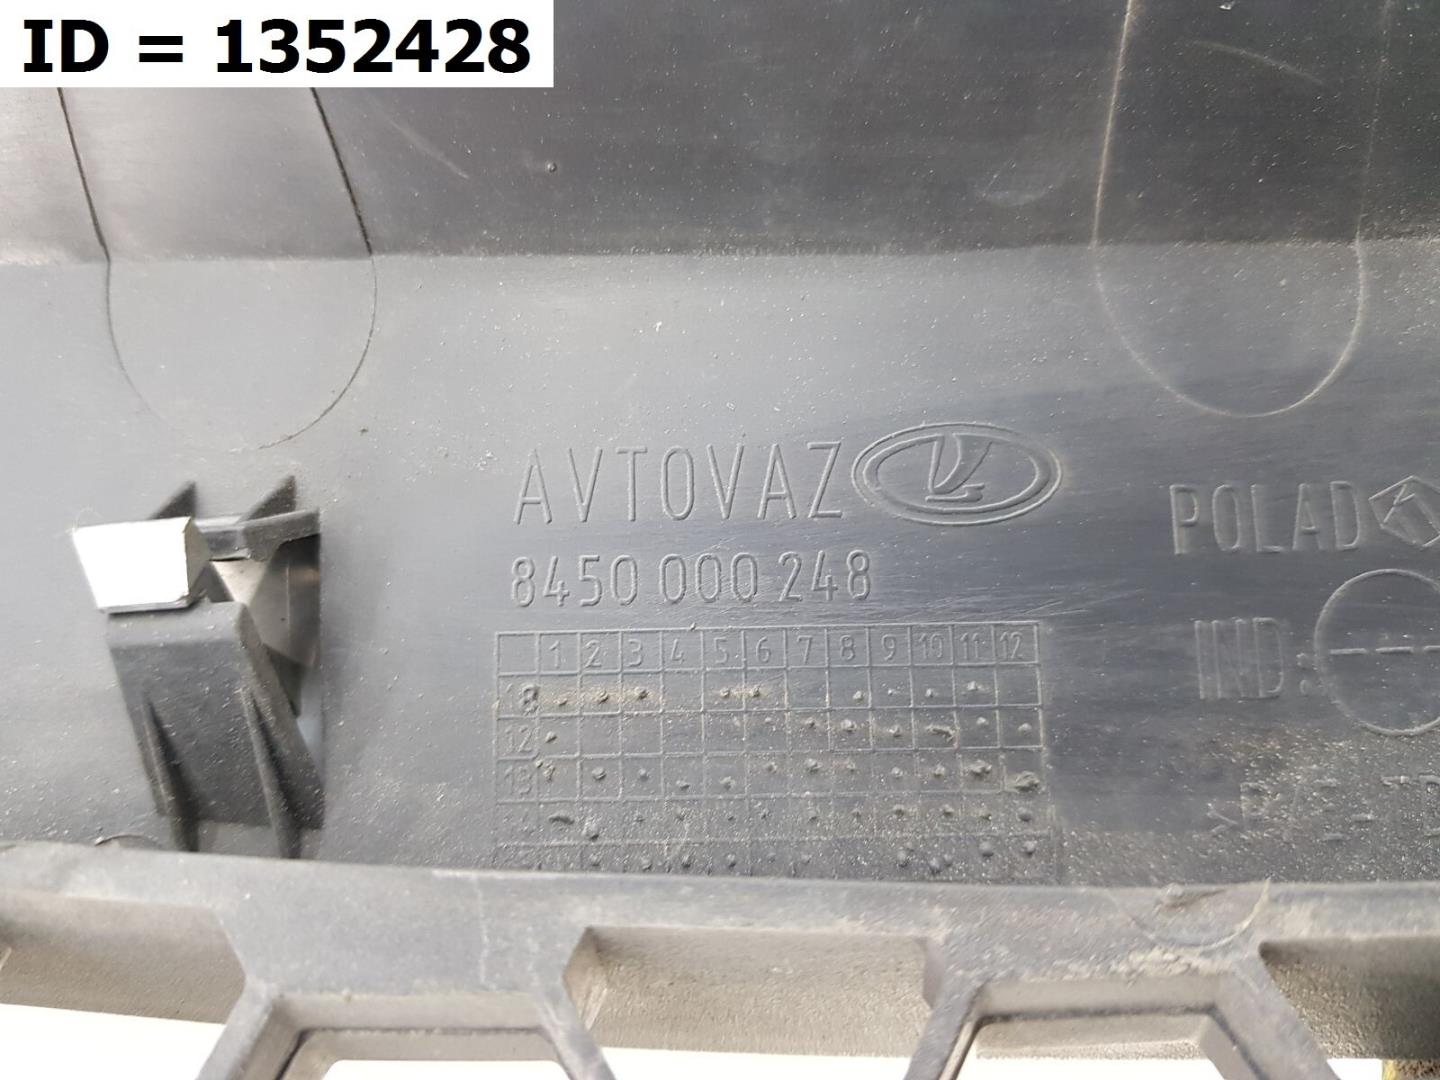 ID = 1352428
AVTOVAZ
8450 000 248
POLAD
IND:
1 2 3 4 5 6 7 8 9 10 11 12
18
12
13